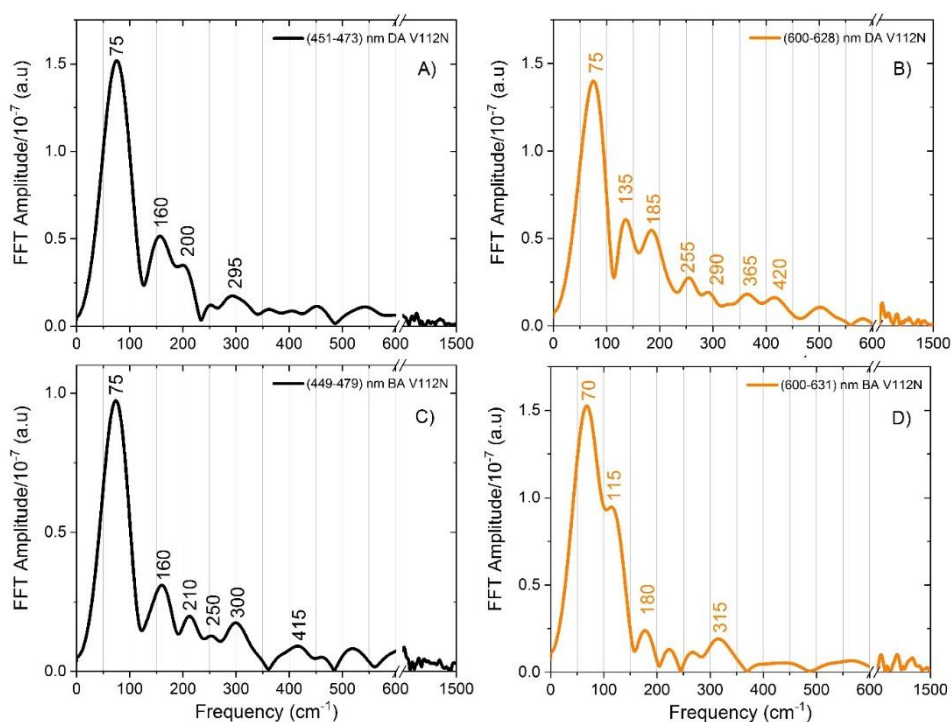 (451-473) nm DA V112N
A)
75
160
200
295
FFT Amplitude/10⁻⁷ (a.u)
0.0
0.5
1.0
1.5
0 100 200 300 400 500 600 1500
(600-628) nm DA V112N
B)
75
135
185
255
290
365
420
FFT Amplitude/10⁻⁷ (a.u)
0.0
0.5
1.0
1.5
0 100 200 300 400 500 600 1500
(449-479) nm BA V112N
C)
75
160
210
250
300
415
FFT Amplitude/10⁻⁷ (a.u)
0.0
0.5
1.0
0 100 200 300 400 500 600 1500
Frequency (cm⁻¹)
(600-631) nm BA V112N
D)
70
115
180
315
FFT Amplitude/10⁻⁷ (a.u)
0.0
0.5
1.0
1.5
0 100 200 300 400 500 600 1500
Frequency (cm⁻¹)